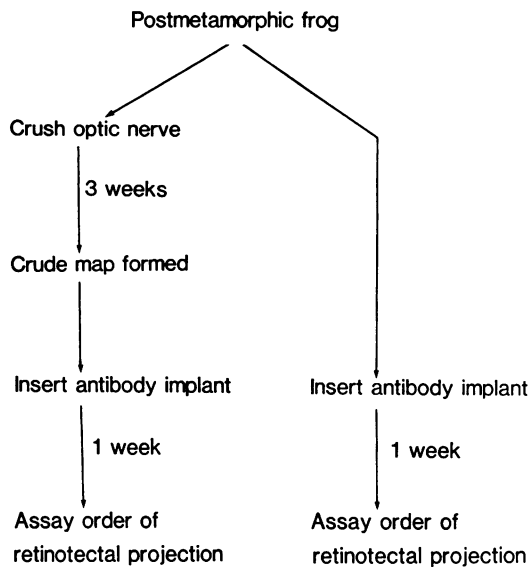 Postmetamorphic frog
Crush optic nerve
3 weeks
Crude map formed
Insert antibody implant
1 week
Assay order of
retinotectal projection
Insert antibody implant
1 week
Assay order of
retinotectal projection